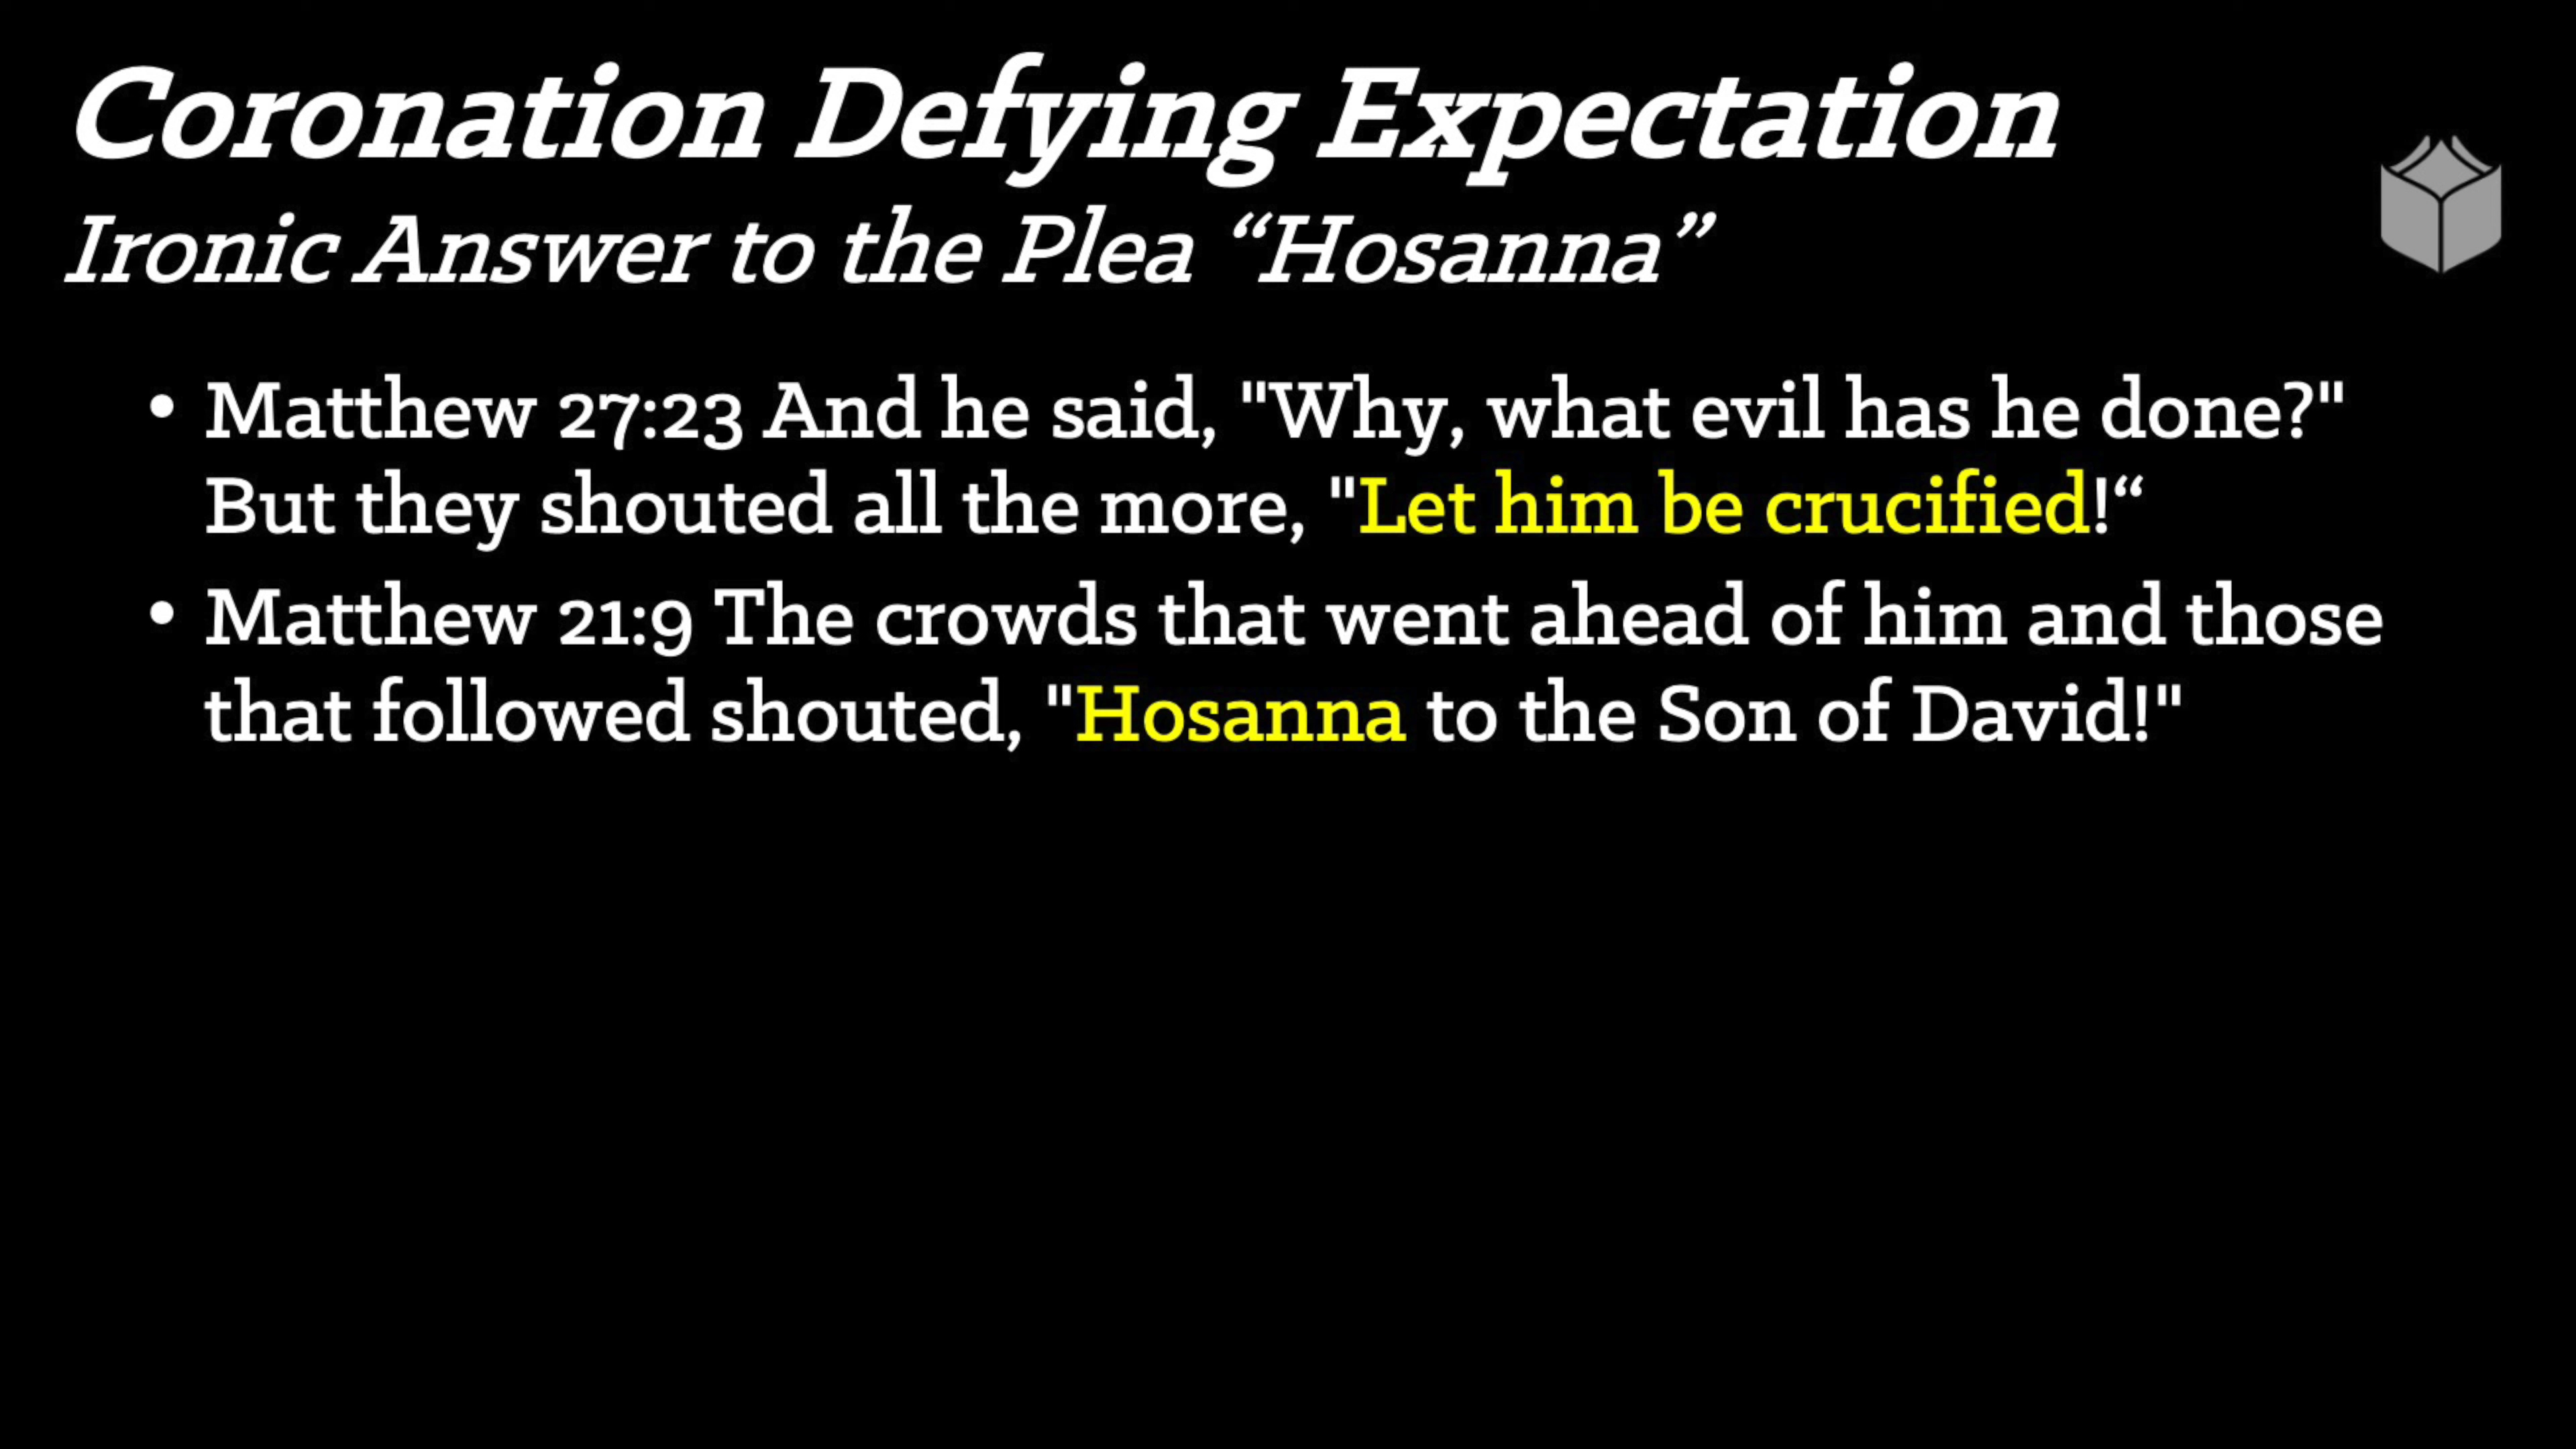 Coronation Defying Expectation
Ironic Answer to the Plea “Hosanna”
• Matthew 27:23 And he said, "Why, what evil has he done?"
But they shouted all the more, "Let him be crucified!“
• Matthew 21:9 The crowds that went ahead of him and those
that followed shouted, "Hosanna to the Son of David!"